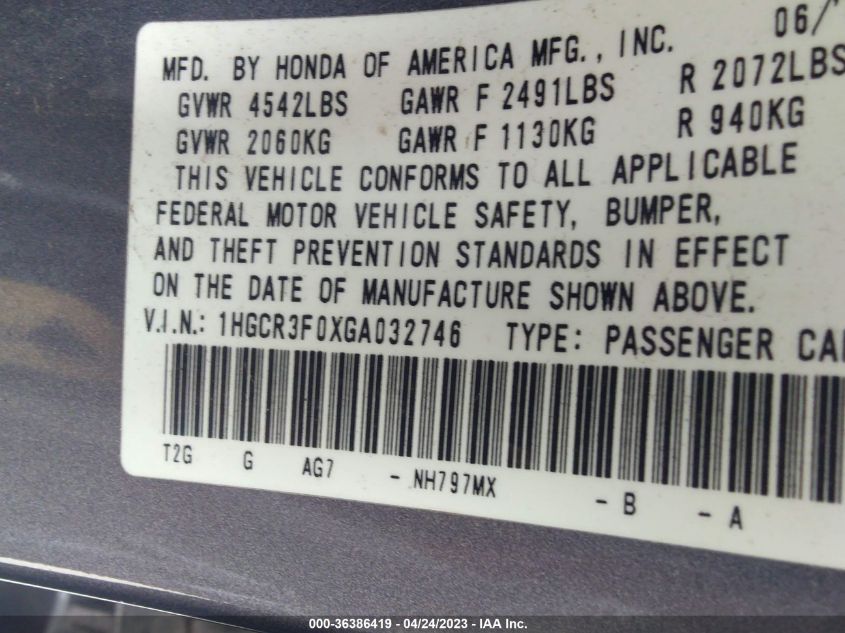 06/
MFD. BY HONDA OF AMERICA MFG., INC.
GVWR 4542LBS GAWR F 2491LBS R 2072LBS
GVWR 2060KG GAWR F 1130KG R 940KG
THIS VEHICLE CONFORMS TO ALL APPLICABLE
FEDERAL MOTOR VEHICLE SAFETY, BUMPER,
AND THEFT PREVENTION STANDARDS IN EFFECT
ON THE DATE OF MANUFACTURE SHOWN ABOVE.
V.I.N.: 1HGCR3F0XGA032746 TYPE: PASSENGER CA
T2G G AG7 - NH797MX - B - A
000-36386419 - 04/24/2023 - IAA Inc.